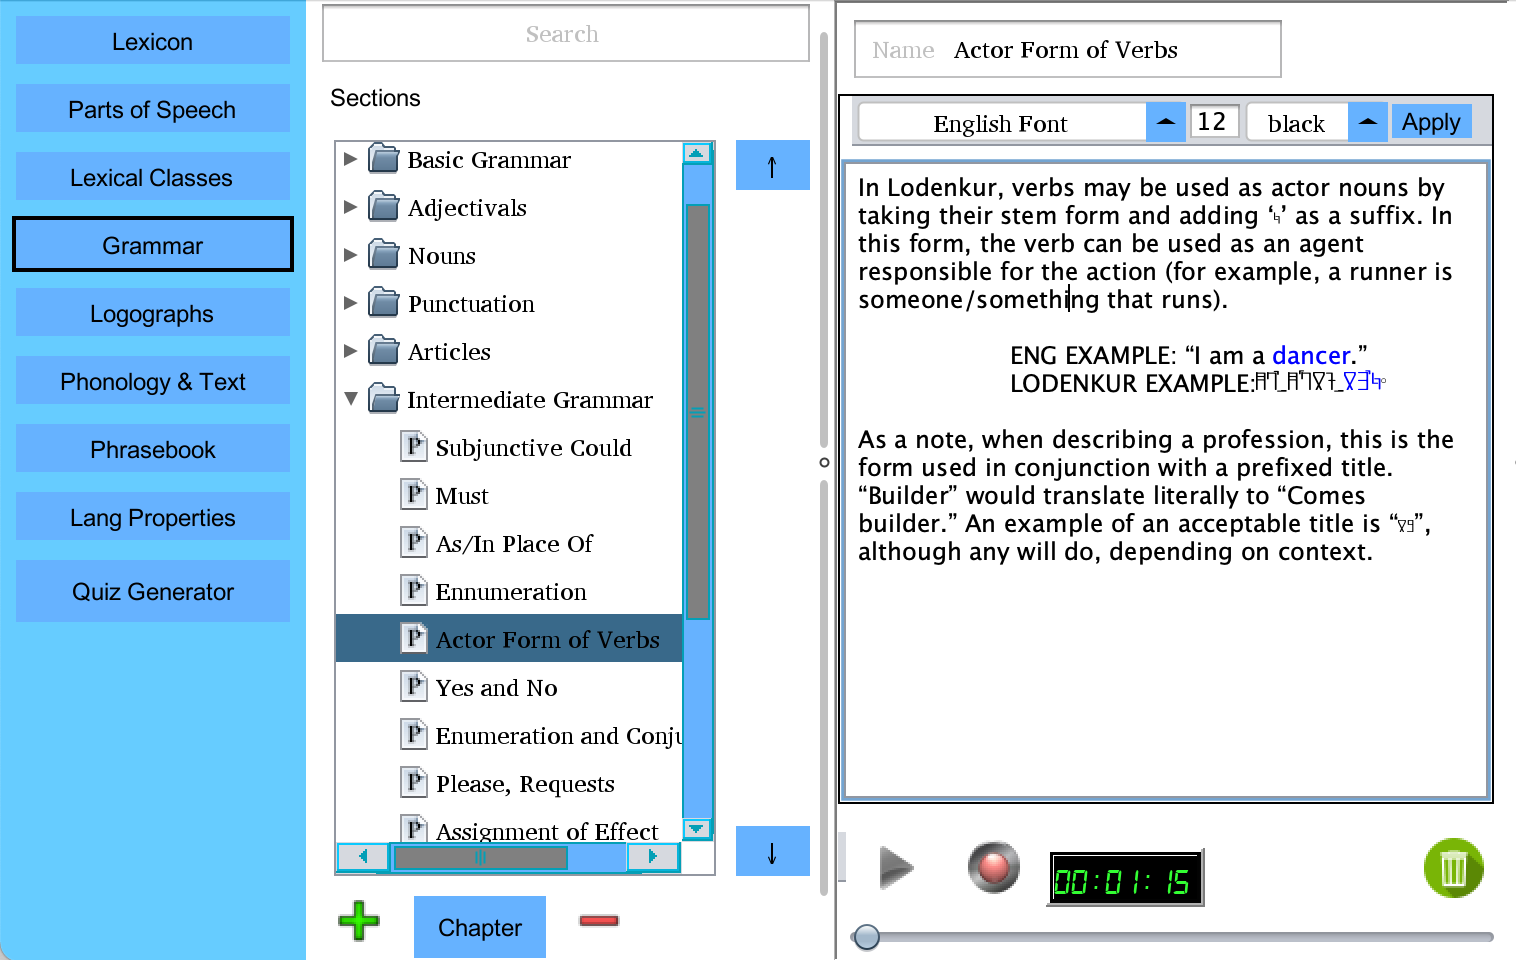 Lexicon
Parts of Speech
Lexical Classes
Grammar
Logographs
Phonology & Text
Phrasebook
Lang Properties
Quiz Generator
Search
Sections
Basic Grammar
Adjectivals
Nouns
Punctuation
Articles
Intermediate Grammar
Subjunctive Could
Must
As/In Place Of
Ennumeration
Actor Form of Verbs
Yes and No
Enumeration and Conju
Please, Requests
Assignment of Effect
↑
↓
Chapter
Name Actor Form of Verbs
English Font 12 black Apply
In Lodenkur, verbs may be used as actor nouns by
taking their stem form and adding ‘’ as a suffix. In
this form, the verb can be used as an agent
responsible for the action (for example, a runner is
someone/something that runs).
ENG EXAMPLE: “I am a dancer.”
LODENKUR EXAMPLE:
As a note, when describing a profession, this is the
form used in conjunction with a prefixed title.
“Builder” would translate literally to “Comes
builder.” An example of an acceptable title is “”,
although any will do, depending on context.
00:01:15